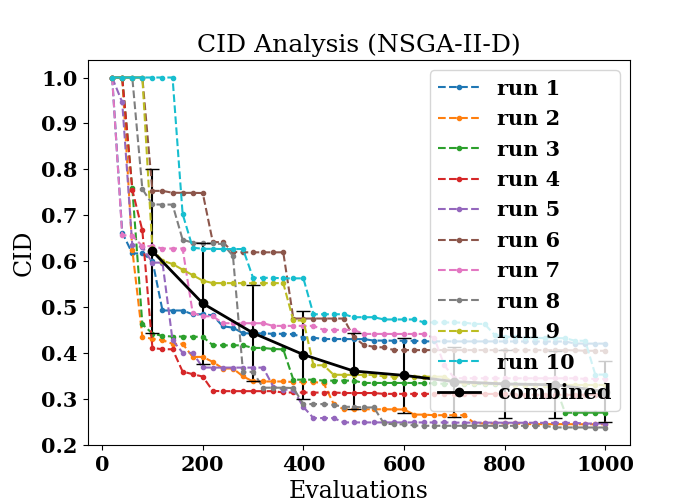 CID Analysis (NSGA-II-D)
CID
1.0
0.9
0.8
0.7
0.6
0.5
0.4
0.3
0.2
0
200
400
600
800
1000
Evaluations
run 1
run 2
run 3
run 4
run 5
run 6
run 7
run 8
run 9
run 10
combined